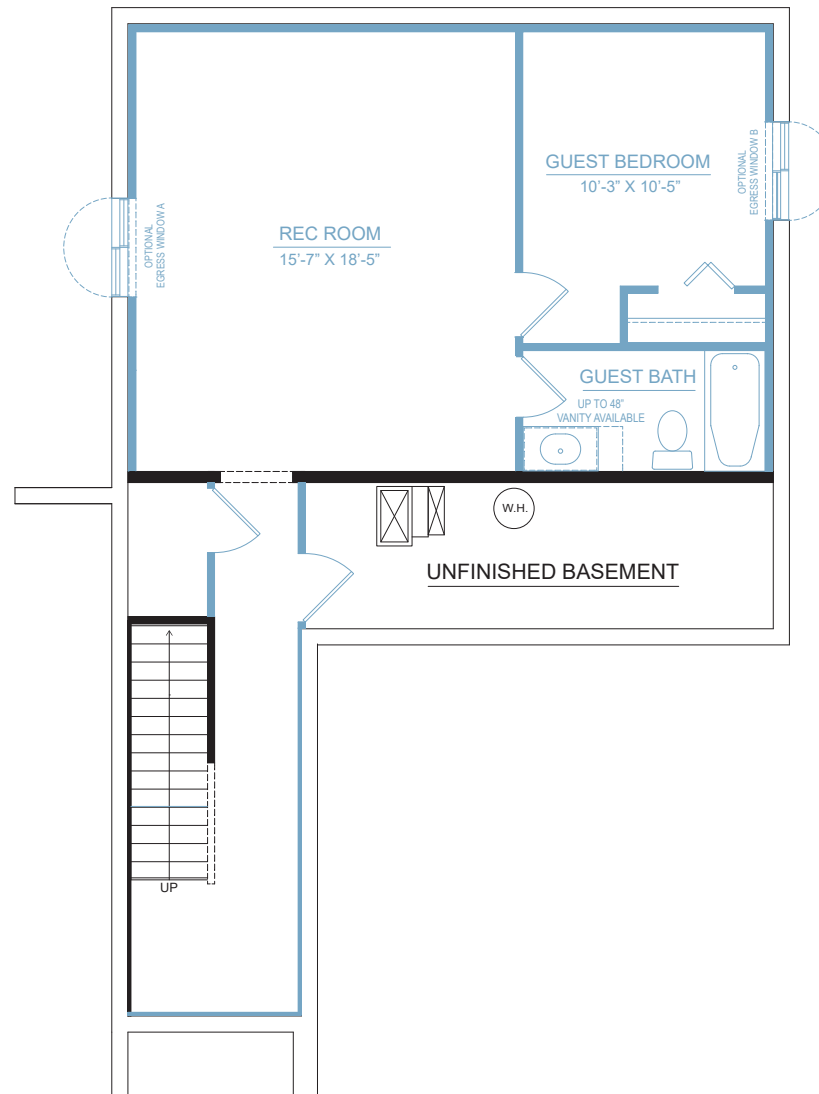 GUEST BEDROOM
10’-3” X 10’-5”
OPTIONAL
EGRESS WINDOW B
OPTIONAL
EGRESS WINDOW A
REC ROOM
15’-7” X 18’-5”
GUEST BATH
UP TO 48”
VANITY AVAILABLE
W.H.
UNFINISHED BASEMENT
UP